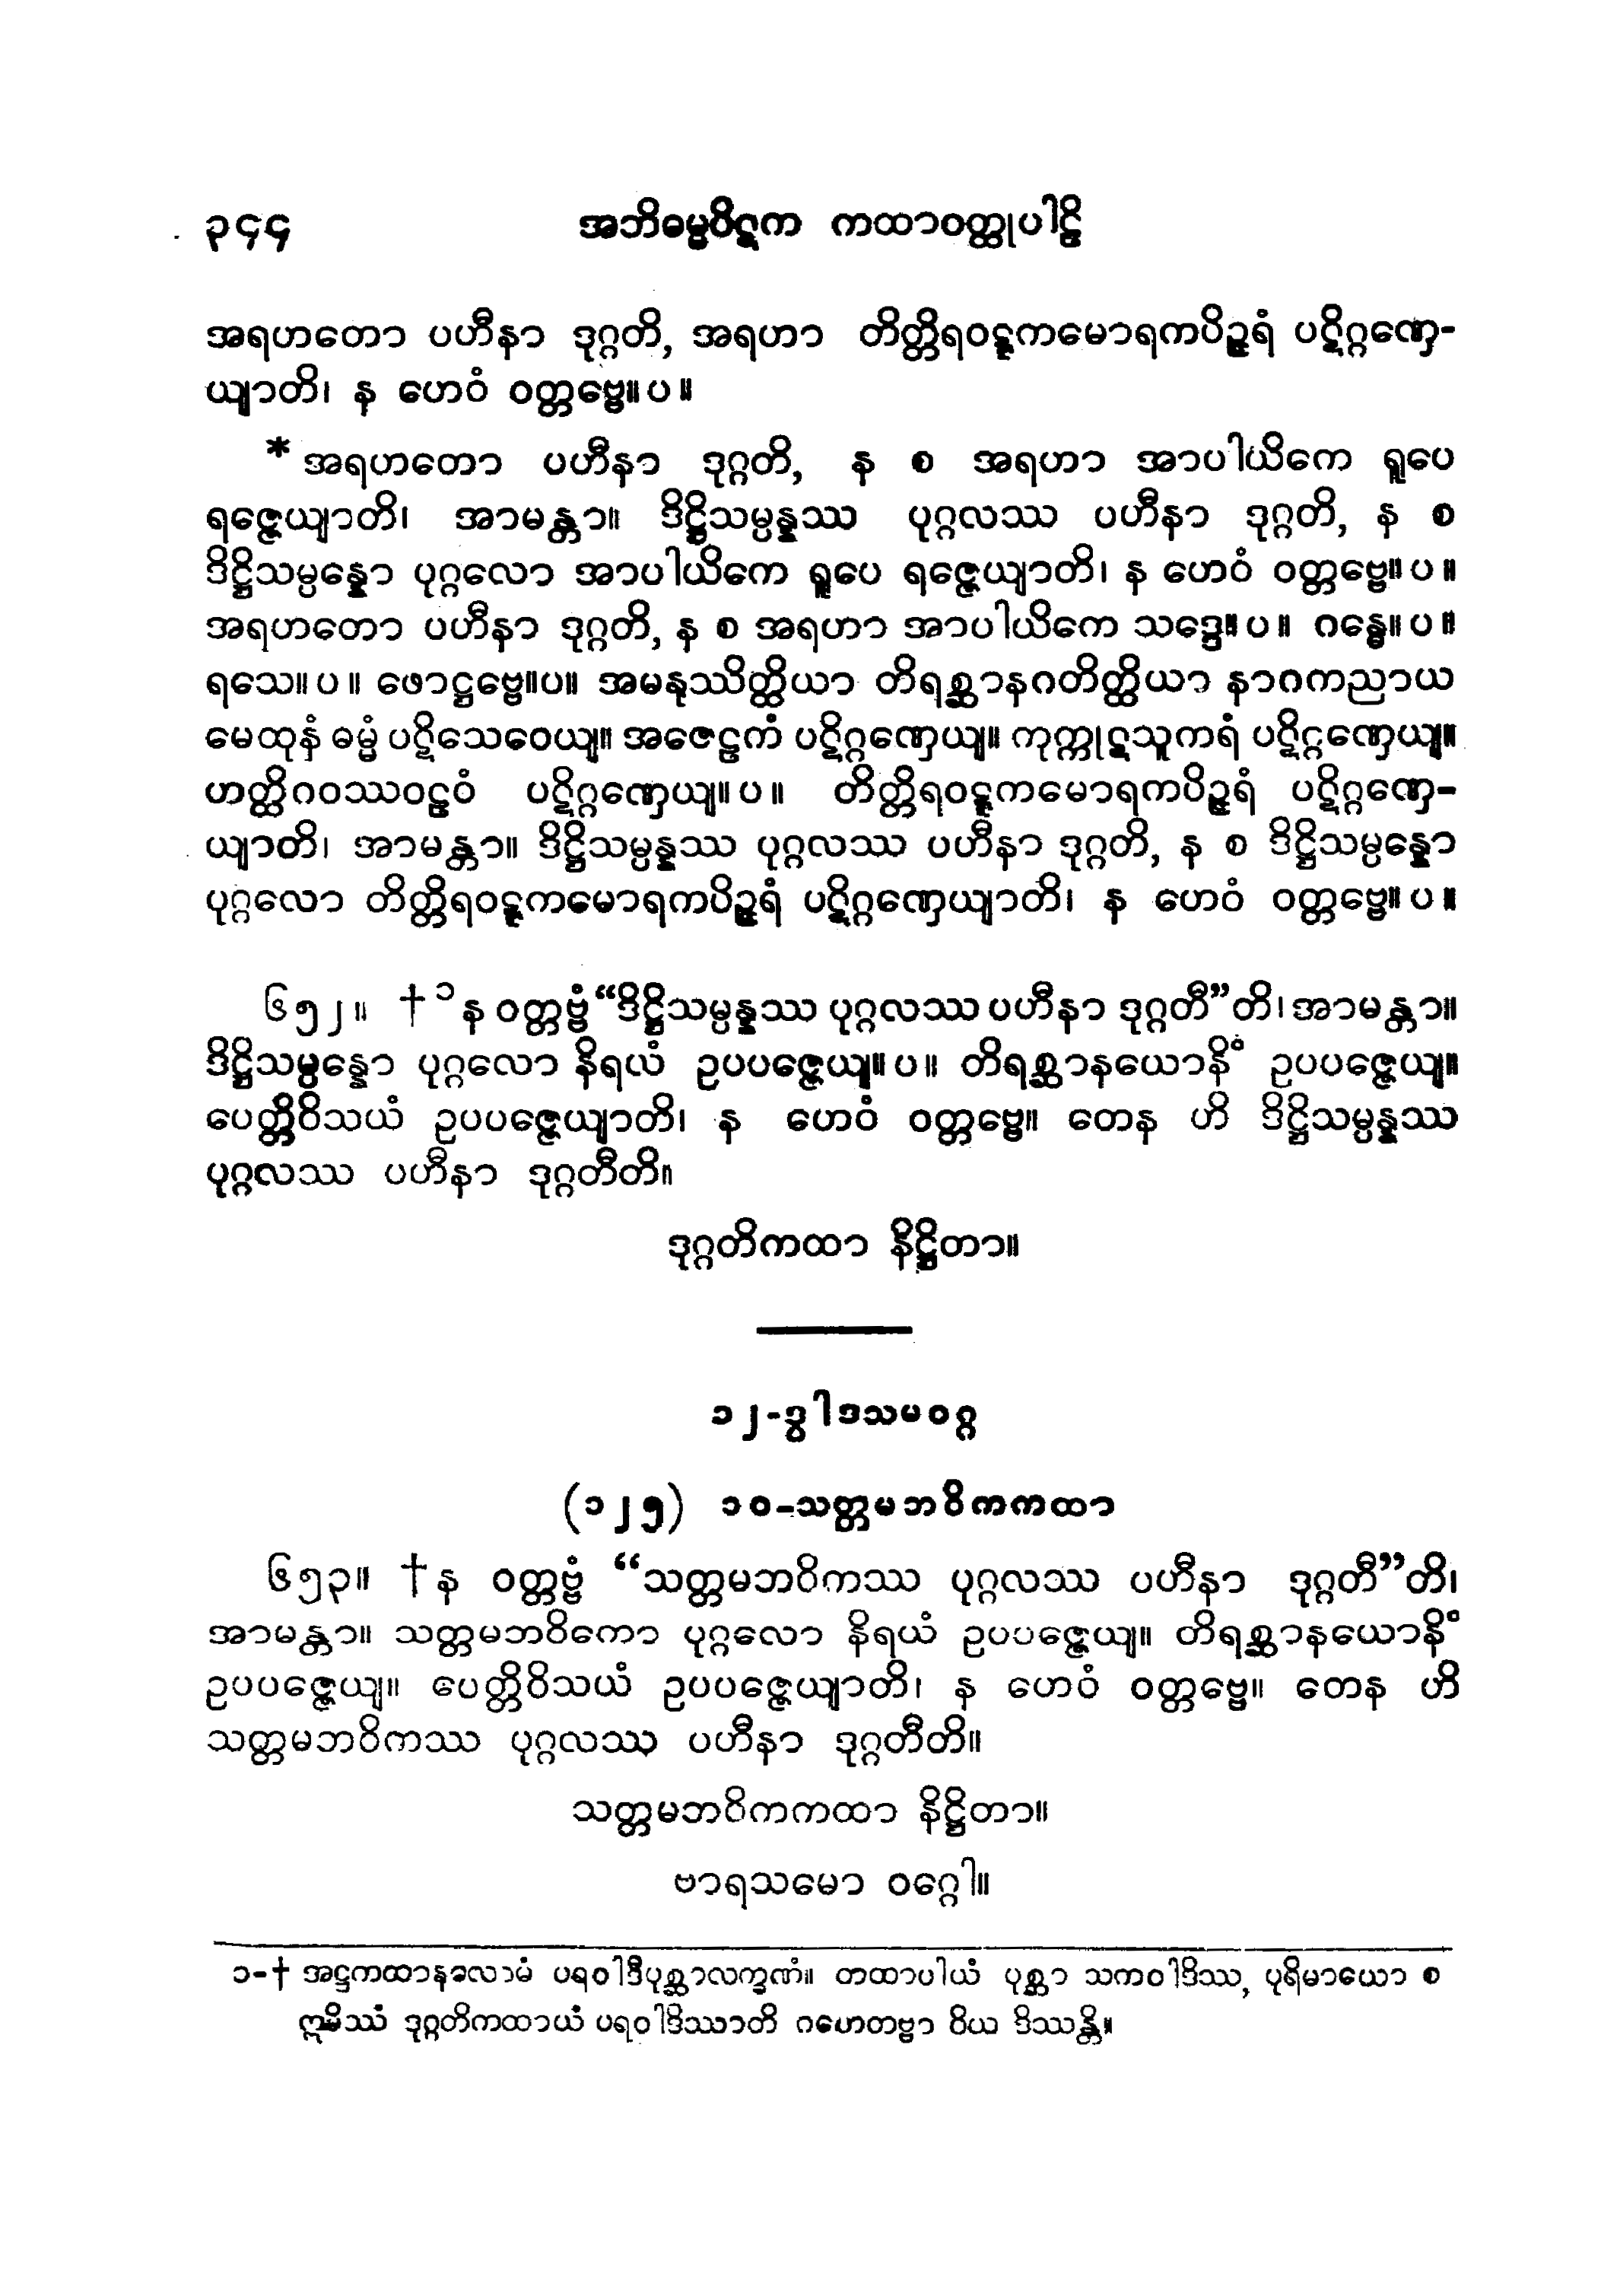 ၃၄၄ အဘိဓမ္မပိဋက ကထာဝတ္ထုပါဠိ
အရဟတော ပဟီနာ ဒုဂ္ဂတိ, အရဟာ တိတ္တိရဝဋ္ဋကမောရကပိဉ္ဇရံ ပဋိဂ္ဂဏှေ-
ယျာတိ၊ န ဟေဝံ ဝတ္တဗ္ဗေ။ပ။
* အရဟတော ပဟီနာ ဒုဂ္ဂတိ, န စ အရဟာ အာပါယိကေ ရူပေ
ရဇ္ဇေယျာတိ၊ အာမန္တာ။ ဒိဋ္ဌိသမ္ပန္နဿ ပုဂ္ဂလဿ ပဟီနာ ဒုဂ္ဂတိ, န စ
ဒိဋ္ဌိသမ္ပန္နော ပုဂ္ဂလော အာပါယိကေ ရူပေ ရဇ္ဇေယျာတိ၊ န ဟေဝံ ဝတ္တဗ္ဗေ။ပ။
အရဟတော ပဟီနာ ဒုဂ္ဂတိ, န စ အရဟာ အာပါယိကေ သဒ္ဒေ။ပ။ ဂန္ဓေ။ပ။
ရသေ။ပ။ ဖောဋ္ဌဗ္ဗေ။ပ။ အမနုဿိတ္ထိယာ တိရစ္ဆာနဂတိတ္ထိယာ နာဂကညာယ
မေထုနံ ဓမ္မံ ပဋိသေဝေယျ။ အဇေဠကံ ပဋိဂ္ဂဏှေယျ။ ကုက္ကုဋသူကရံ ပဋိဂ္ဂဏှေယျ။
ဟတ္ထိဂဝဿဝဠဝံ ပဋိဂ္ဂဏှေယျ။ပ။ တိတ္တိရဝဋ္ဋကမောရကပိဉ္ဇရံ ပဋိဂ္ဂဏှေ-
ယျာတိ၊ အာမန္တာ။ ဒိဋ္ဌိသမ္ပန္နဿ ပုဂ္ဂလဿ ပဟီနာ ဒုဂ္ဂတိ, န စ ဒိဋ္ဌိသမ္ပန္နော
ပုဂ္ဂလော တိတ္တိရဝဋ္ဋကမောရကပိဉ္ဇရံ ပဋိဂ္ဂဏှေယျာတိ၊ န ဟေဝံ ဝတ္တဗ္ဗေ။ပ။
၆၅၂။ †၁ န ဝတ္တဗ္ဗံ “ဒိဋ္ဌိသမ္ပန္နဿ ပုဂ္ဂလဿ ပဟီနာ ဒုဂ္ဂတီ”တိ၊ အာမန္တာ။
ဒိဋ္ဌိသမ္ပန္နော ပုဂ္ဂလော နိရယံ ဥပပဇ္ဇေယျ။ပ။ တိရစ္ဆာနယောနိံ ဥပပဇ္ဇေယျ။
ပေတ္တိဝိသယံ ဥပပဇ္ဇေယျာတိ၊ န ဟေဝံ ဝတ္တဗ္ဗေ။ တေန ဟိ ဒိဋ္ဌိသမ္ပန္နဿ
ပုဂ္ဂလဿ ပဟီနာ ဒုဂ္ဂတီတိ။
ဒုဂ္ဂတိကထာ နိဋ္ဌိတာ။
၁၂-ဒွါဒသမဝဂ္ဂ
(၁၂၅) ၁၀-သတ္တမဘဝိကကထာ
၆၅၃။ † န ဝတ္တဗ္ဗံ “သတ္တမဘဝိကဿ ပုဂ္ဂလဿ ပဟီနာ ဒုဂ္ဂတီ”တိ၊
အာမန္တာ။ သတ္တမဘဝိကော ပုဂ္ဂလော နိရယံ ဥပပဇ္ဇေယျ။ တိရစ္ဆာနယောနိံ
ဥပပဇ္ဇေယျ။ ပေတ္တိဝိသယံ ဥပပဇ္ဇေယျာတိ၊ န ဟေဝံ ဝတ္တဗ္ဗေ။ တေန ဟိ
သတ္တမဘဝိကဿ ပုဂ္ဂလဿ ပဟီနာ ဒုဂ္ဂတီတိ။
သတ္တမဘဝိကကထာ နိဋ္ဌိတာ။
ဗာရသမော ဝဂ္ဂေါ။
၁-† အဋ္ဌကထာနုလောမံ ပရဝါဒီပုစ္ဆာလက္ခဏံ။ တထာပါယံ ပုစ္ဆာ သကဝါဒိဿ, ပုရိမာယော စ
ဣမိဿံ ဒုဂ္ဂတိကထာယံ ပရဝါဒိဿာတိ ဂဟေတဗ္ဗာ ဝိယ ဒိဿန္တိ။